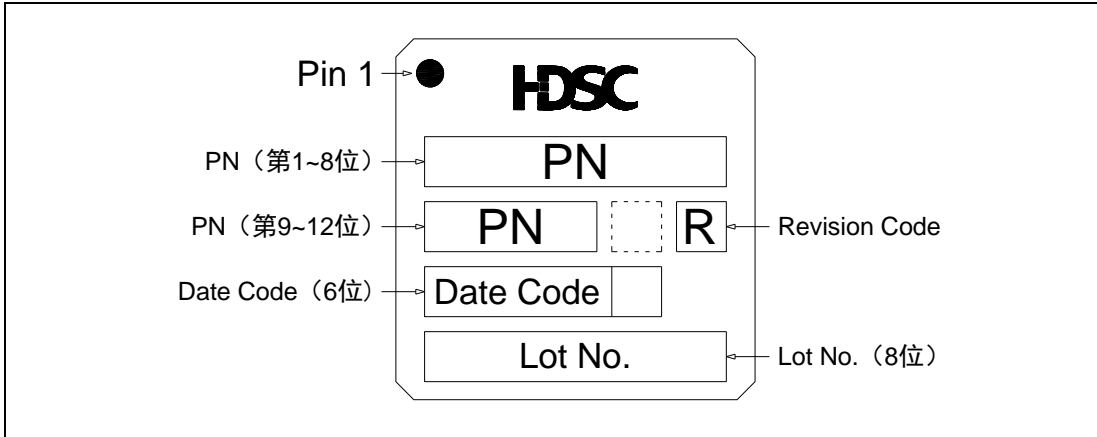 Pin 1
HDSC
PN（第1~8位）
PN
PN（第9~12位）
PN
R
Revision Code
Date Code（6位）
Date Code
Lot No.
Lot No.（8位）